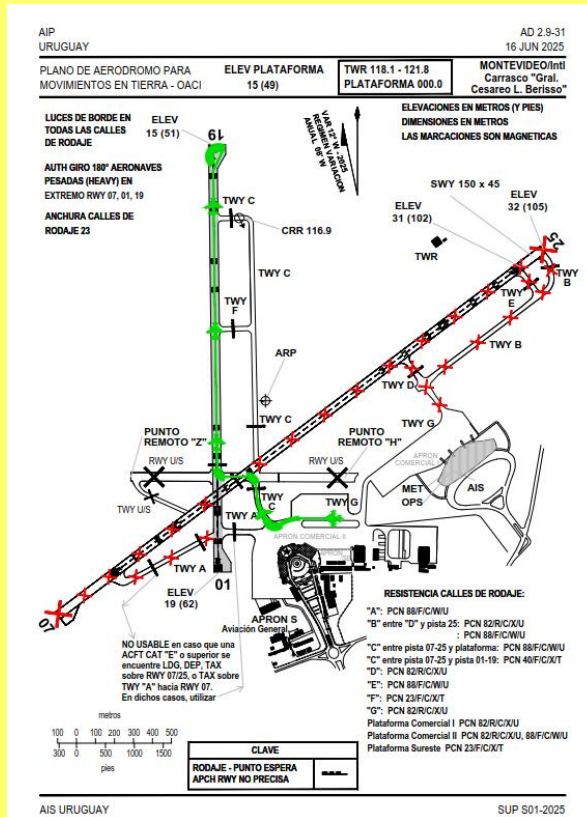 AIP
URUGUAY
AD 2.9-31
16 JUN 2025
PLANO DE AERODROMO PARA
MOVIMIENTOS EN TIERRA - OACI
ELEV PLATAFORMA
15 (49)
TWR 118.1 - 121.8
PLATAFORMA 000.0
MONTEVIDEO/Intl
Carrasco "Gral.
Cesareo L. Berisso"
LUCES DE BORDE EN
TODAS LAS CALLES
DE RODAJE
AUTH GIRO 180° AERONAVES
PESADAS (HEAVY) EN
EXTREMO RWY 07, 01, 19
ANCHURA CALLES DE
RODAJE 23
ELEV
15 (51)
19
VAR 12° W - 2025
REGIMEN VARIACION
ANUAL 08' W
ELEVACIONES EN METROS (Y PIES)
DIMENSIONES EN METROS
LAS MARCACIONES SON MAGNETICAS
SWY 150 x 45
ELEV
31 (102)
ELEV
32 (105)
25
TWY C
CRR 116.9
TWR
TWY C
TWY
F
TWY
E
TWY
B
TWY B
ARP
TWY D
TWY C
TWY G
PUNTO
REMOTO "Z"
PUNTO
REMOTO "H"
RWY U/S
RWY U/S
APRON
COMERCIAL
TWY U/S
TWY
C
TWY G
MET
OPS
AIS
TWY A
APRON COMERCIAL II
APRON
TWY A
01
07
ELEV
19 (62)
APRON S
Aviación General
NO USABLE en caso que una
ACFT CAT "E" o superior se
encuentre LDG, DEP, TAX
sobre RWY 07/25, o TAX sobre
TWY "A" hacia RWY 07.
En dichos casos, utilizar
RESISTENCIA CALLES DE RODAJE:
"A": PCN 88/F/C/W/U
"B" entre "D" y pista 25: PCN 82/R/C/X/U
: PCN 88/F/C/W/U
"C" entre pista 07-25 y plataforma: PCN 88/F/C/W/U
"C" entre pista 07-25 y pista 01-19: PCN 40/F/C/X/T
"D": PCN 82/R/C/X/U
"E": PCN 88/F/C/W/U
"F": PCN 23/F/C/X/T
"G": PCN 82/R/C/X/U
Plataforma Comercial I PCN 82/R/C/X/U
Plataforma Comercial II PCN 82/R/C/X/U, 88/F/C/W/U
Plataforma Sureste PCN 23/F/C/X/T
metros
100 0 100 200 300 400 500
300 0 500 1000 1500
pies
CLAVE
RODAJE - PUNTO ESPERA
APCH RWY NO PRECISA
AIS URUGUAY
SUP S01-2025